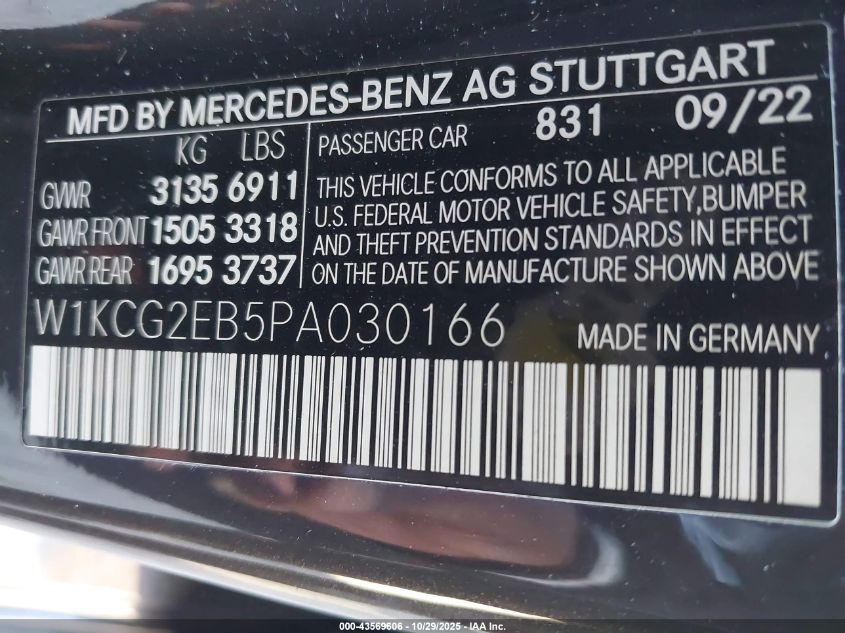 MFD BY MERCEDES-BENZ AG STUTTGART
KG LBS
GVWR 3135 6911
GAWR FRONT 1505 3318
GAWR REAR 1695 3737
PASSENGER CAR 831 09/22
THIS VEHICLE CONFORMS TO ALL APPLICABLE
U.S. FEDERAL MOTOR VEHICLE SAFETY,BUMPER
AND THEFT PREVENTION STANDARDS IN EFFECT
ON THE DATE OF MANUFACTURE SHOWN ABOVE
W1KCG2EB5PA030166 MADE IN GERMANY
000-43569606 - 10/29/2025 - IAA, Inc.